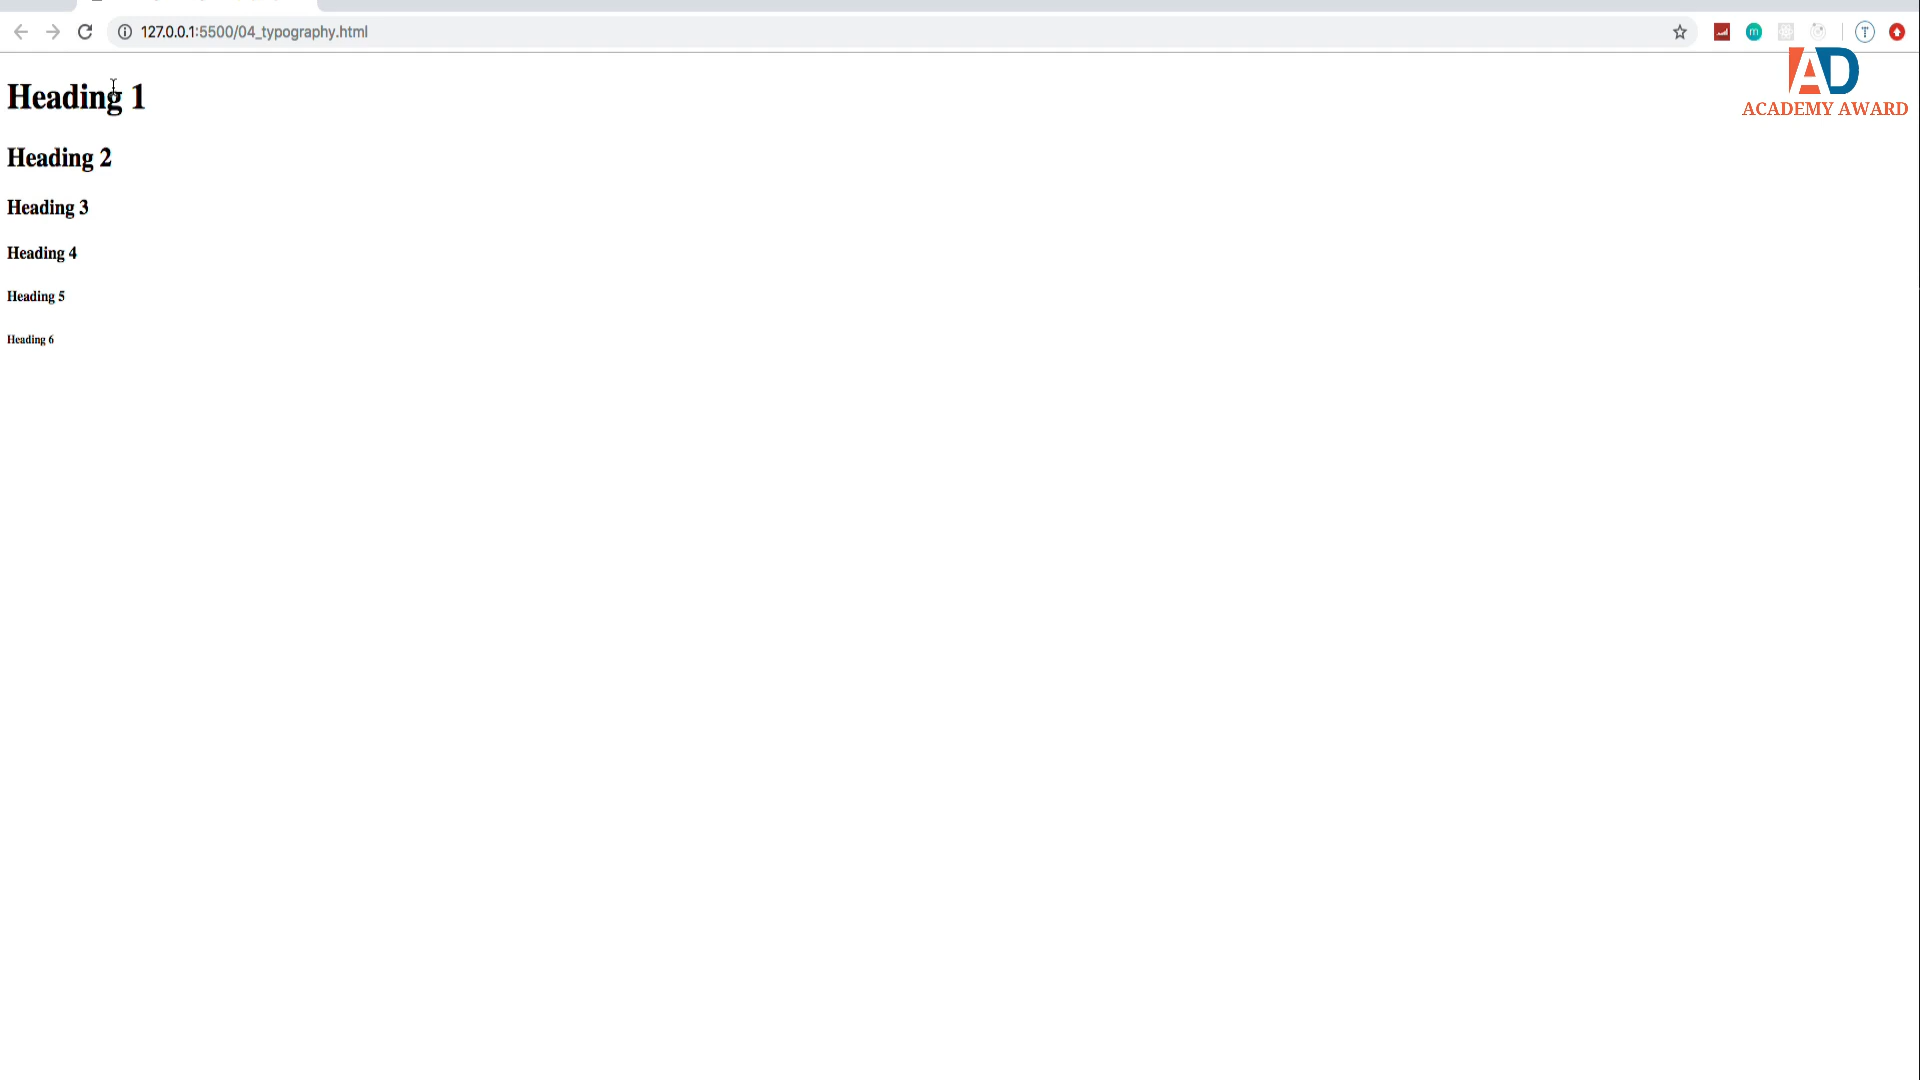 127.0.0.1:5500/04_typography.html
Heading 1
Heading 2
Heading 3
Heading 4
Heading 5
Heading 6
AD
ACADEMY AWARD